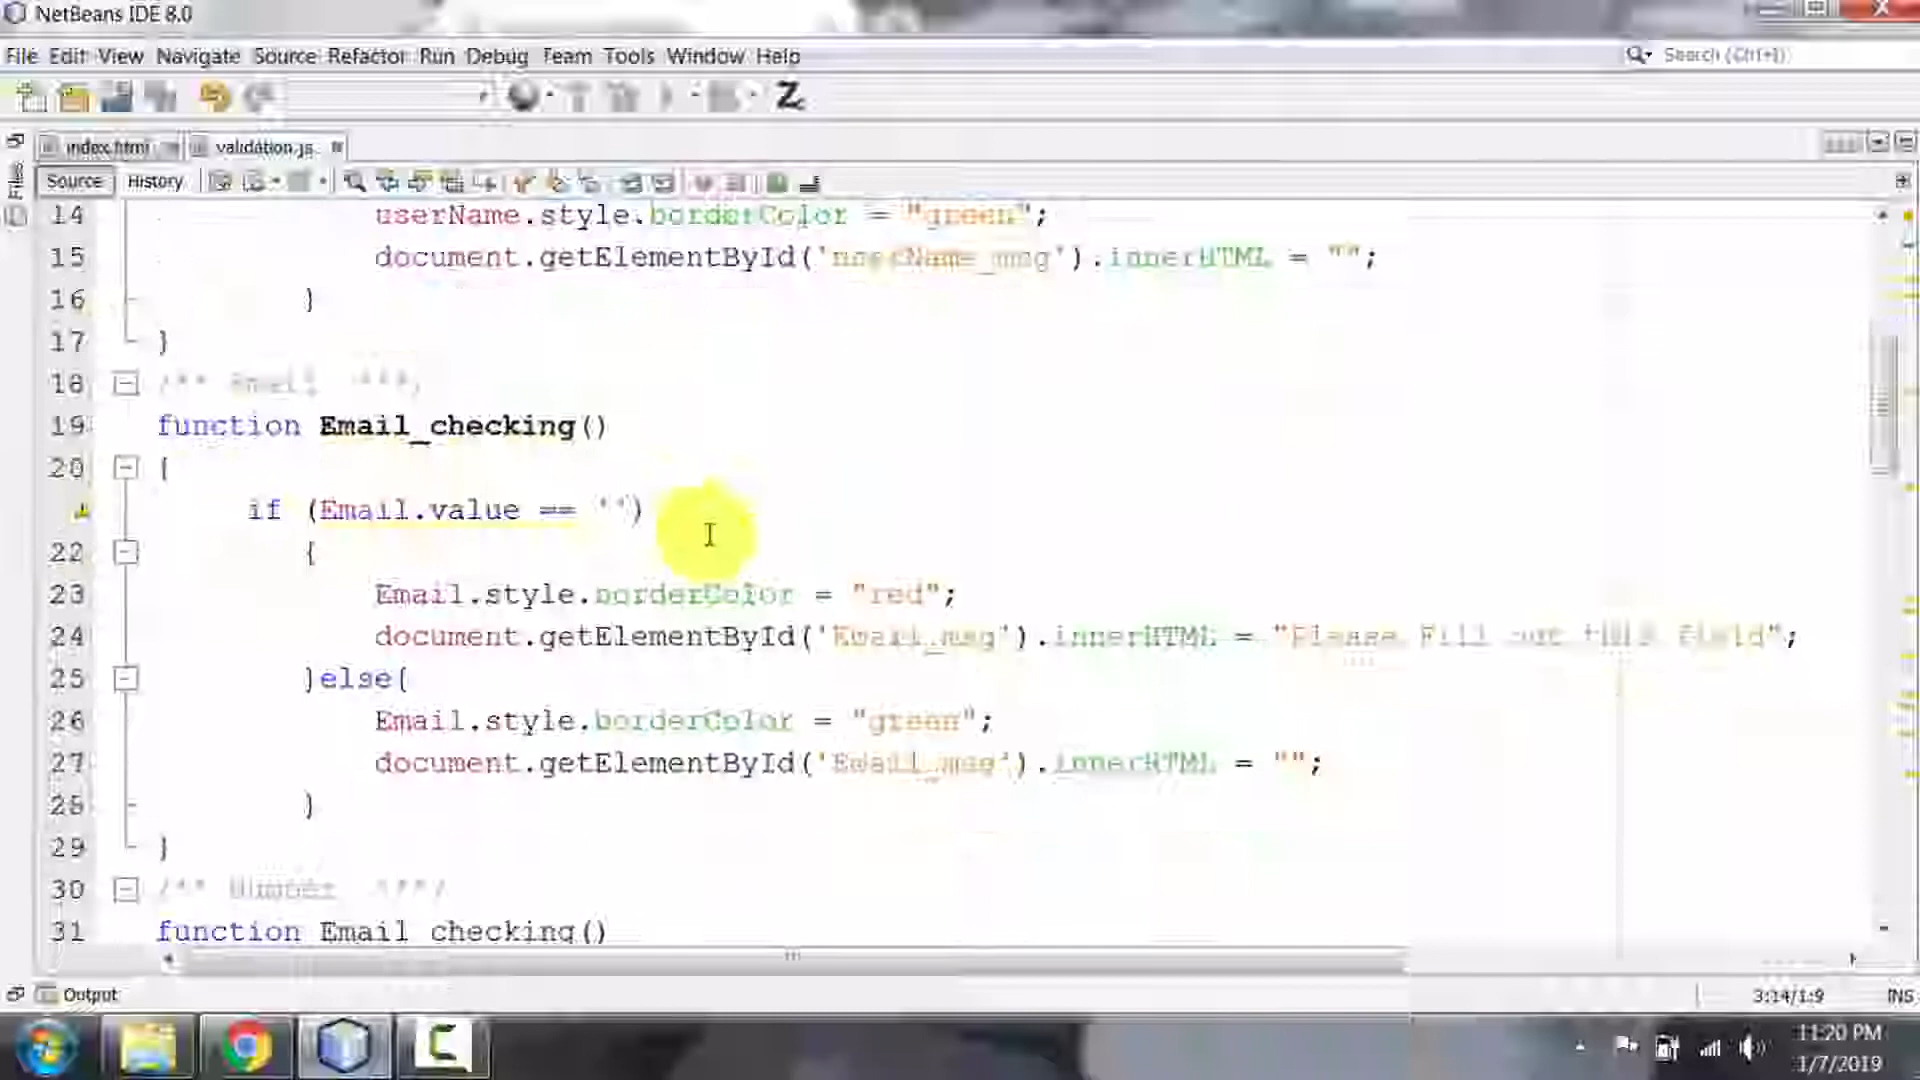 NetBeans IDE 8.0
File Edit View Navigate Source Refactor Run Debug Team Tools Window Help
Search (Ctrl+I)
index.html validation.js
Files
Source History
14 userName.style.borderColor = "green";
15 document.getElementById('userName_msg').innerHTML = "";
16 }
17 }
18 /** Email ***/
19 function Email_checking()
20 {
if (Email.value == '')
22 {
23 Email.style.borderColor = "red";
24 document.getElementById('Email_msg').innerHTML = "Please Fill out this field";
25 }else{
26 Email.style.borderColor = "green";
27 document.getElementById('Email_msg').innerHTML = "";
28 }
29 }
30 /** Number ***/
31 function Email checking()
Output
3:14/1:9 INS
11:20 PM
1/7/2019